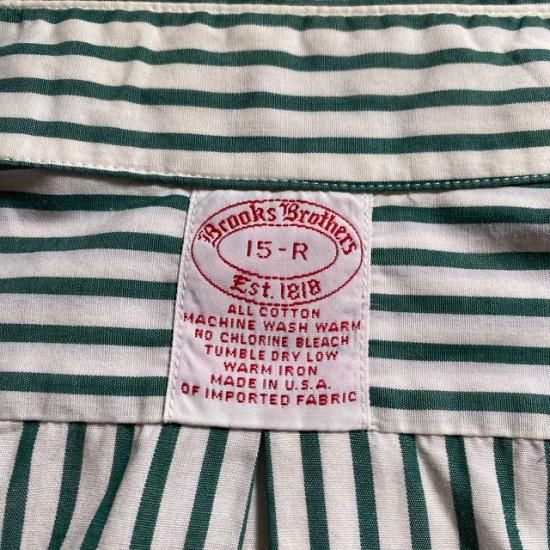 Brooks Brothers
15-R
Est. 1818
ALL COTTON
MACHINE WASH WARM
NO CHLORINE BLEACH
TUMBLE DRY LOW
WARM IRON
MADE IN U.S.A.
OF IMPORTED FABRIC